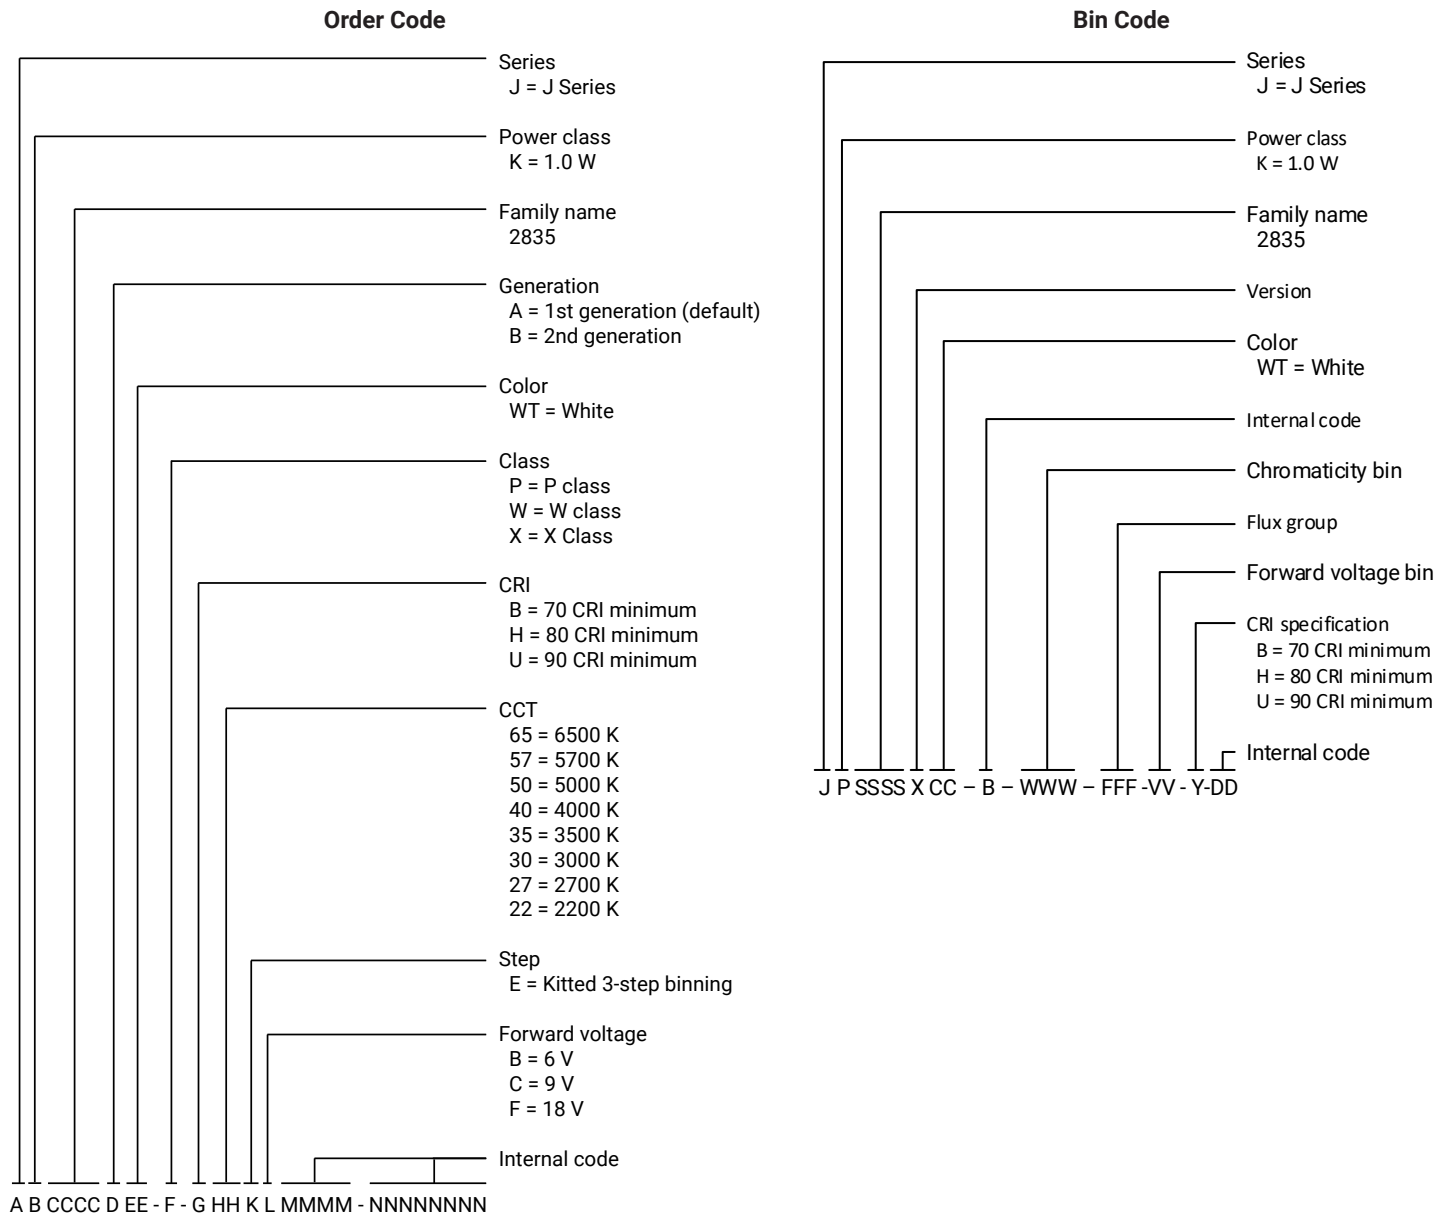 Order Code
Series
J = J Series
Power class
K = 1.0 W
Family name
2835
Generation
A = 1st generation (default)
B = 2nd generation
Color
WT = White
Class
P = P class
W = W class
X = X Class
CRI
B = 70 CRI minimum
H = 80 CRI minimum
U = 90 CRI minimum
CCT
65 = 6500 K
57 = 5700 K
50 = 5000 K
40 = 4000 K
35 = 3500 K
30 = 3000 K
27 = 2700 K
22 = 2200 K
Step
E = Kitted 3-step binning
Forward voltage
B = 6 V
C = 9 V
F = 18 V
Internal code
A B CCCC D EE - F - G HH K L MMMM - NNNNNNNN
Bin Code
Series
J = J Series
Power class
K = 1.0 W
Family name
2835
Version
Color
WT = White
Internal code
Chromaticity bin
Flux group
Forward voltage bin
CRI specification
B = 70 CRI minimum
H = 80 CRI minimum
U = 90 CRI minimum
Internal code
J P SSSS X CC – B – WWW – FFF -VV - Y-DD